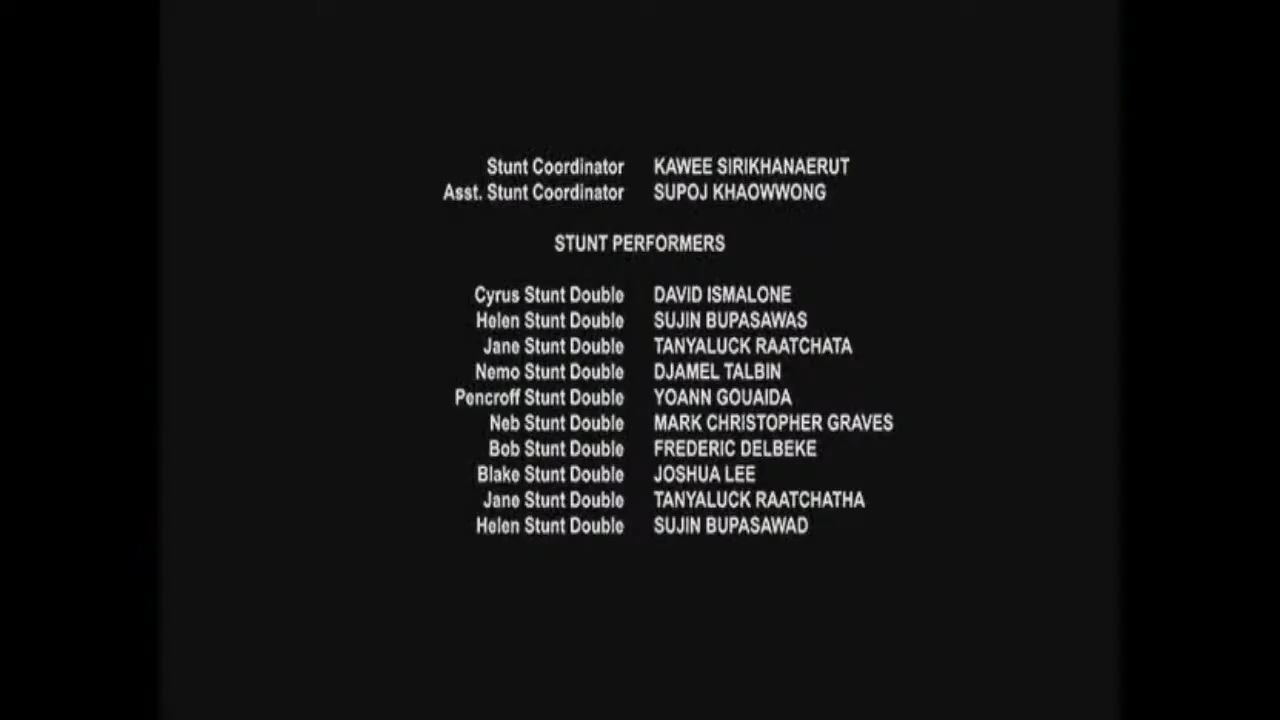 Stunt Coordinator KAWEE SIRIKHANAERUT
Asst. Stunt Coordinator SUPOJ KHAOWWONG
STUNT PERFORMERS
Cyrus Stunt Double DAVID ISMALONE
Helen Stunt Double SUJIN BUPASAWAS
Jane Stunt Double TANYALUCK RAATCHATA
Nemo Stunt Double DJAMEL TALBIN
Pencroff Stunt Double YOANN GOUAIDA
Neb Stunt Double MARK CHRISTOPHER GRAVES
Bob Stunt Double FREDERIC DELBEKE
Blake Stunt Double JOSHUA LEE
Jane Stunt Double TANYALUCK RAATCHATHA
Helen Stunt Double SUJIN BUPASAWAD